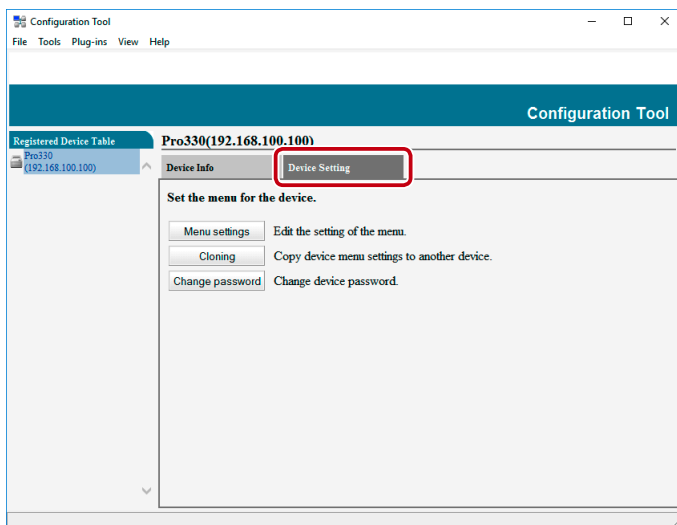 Configuration Tool
File Tools Plug-ins View Help
Configuration Tool
Registered Device Table
Pro330
(192.168.100.100)
Pro330(192.168.100.100)
Device Info Device Setting
Set the menu for the device.
Menu settings Edit the setting of the menu.
Cloning Copy device menu settings to another device.
Change password Change device password.